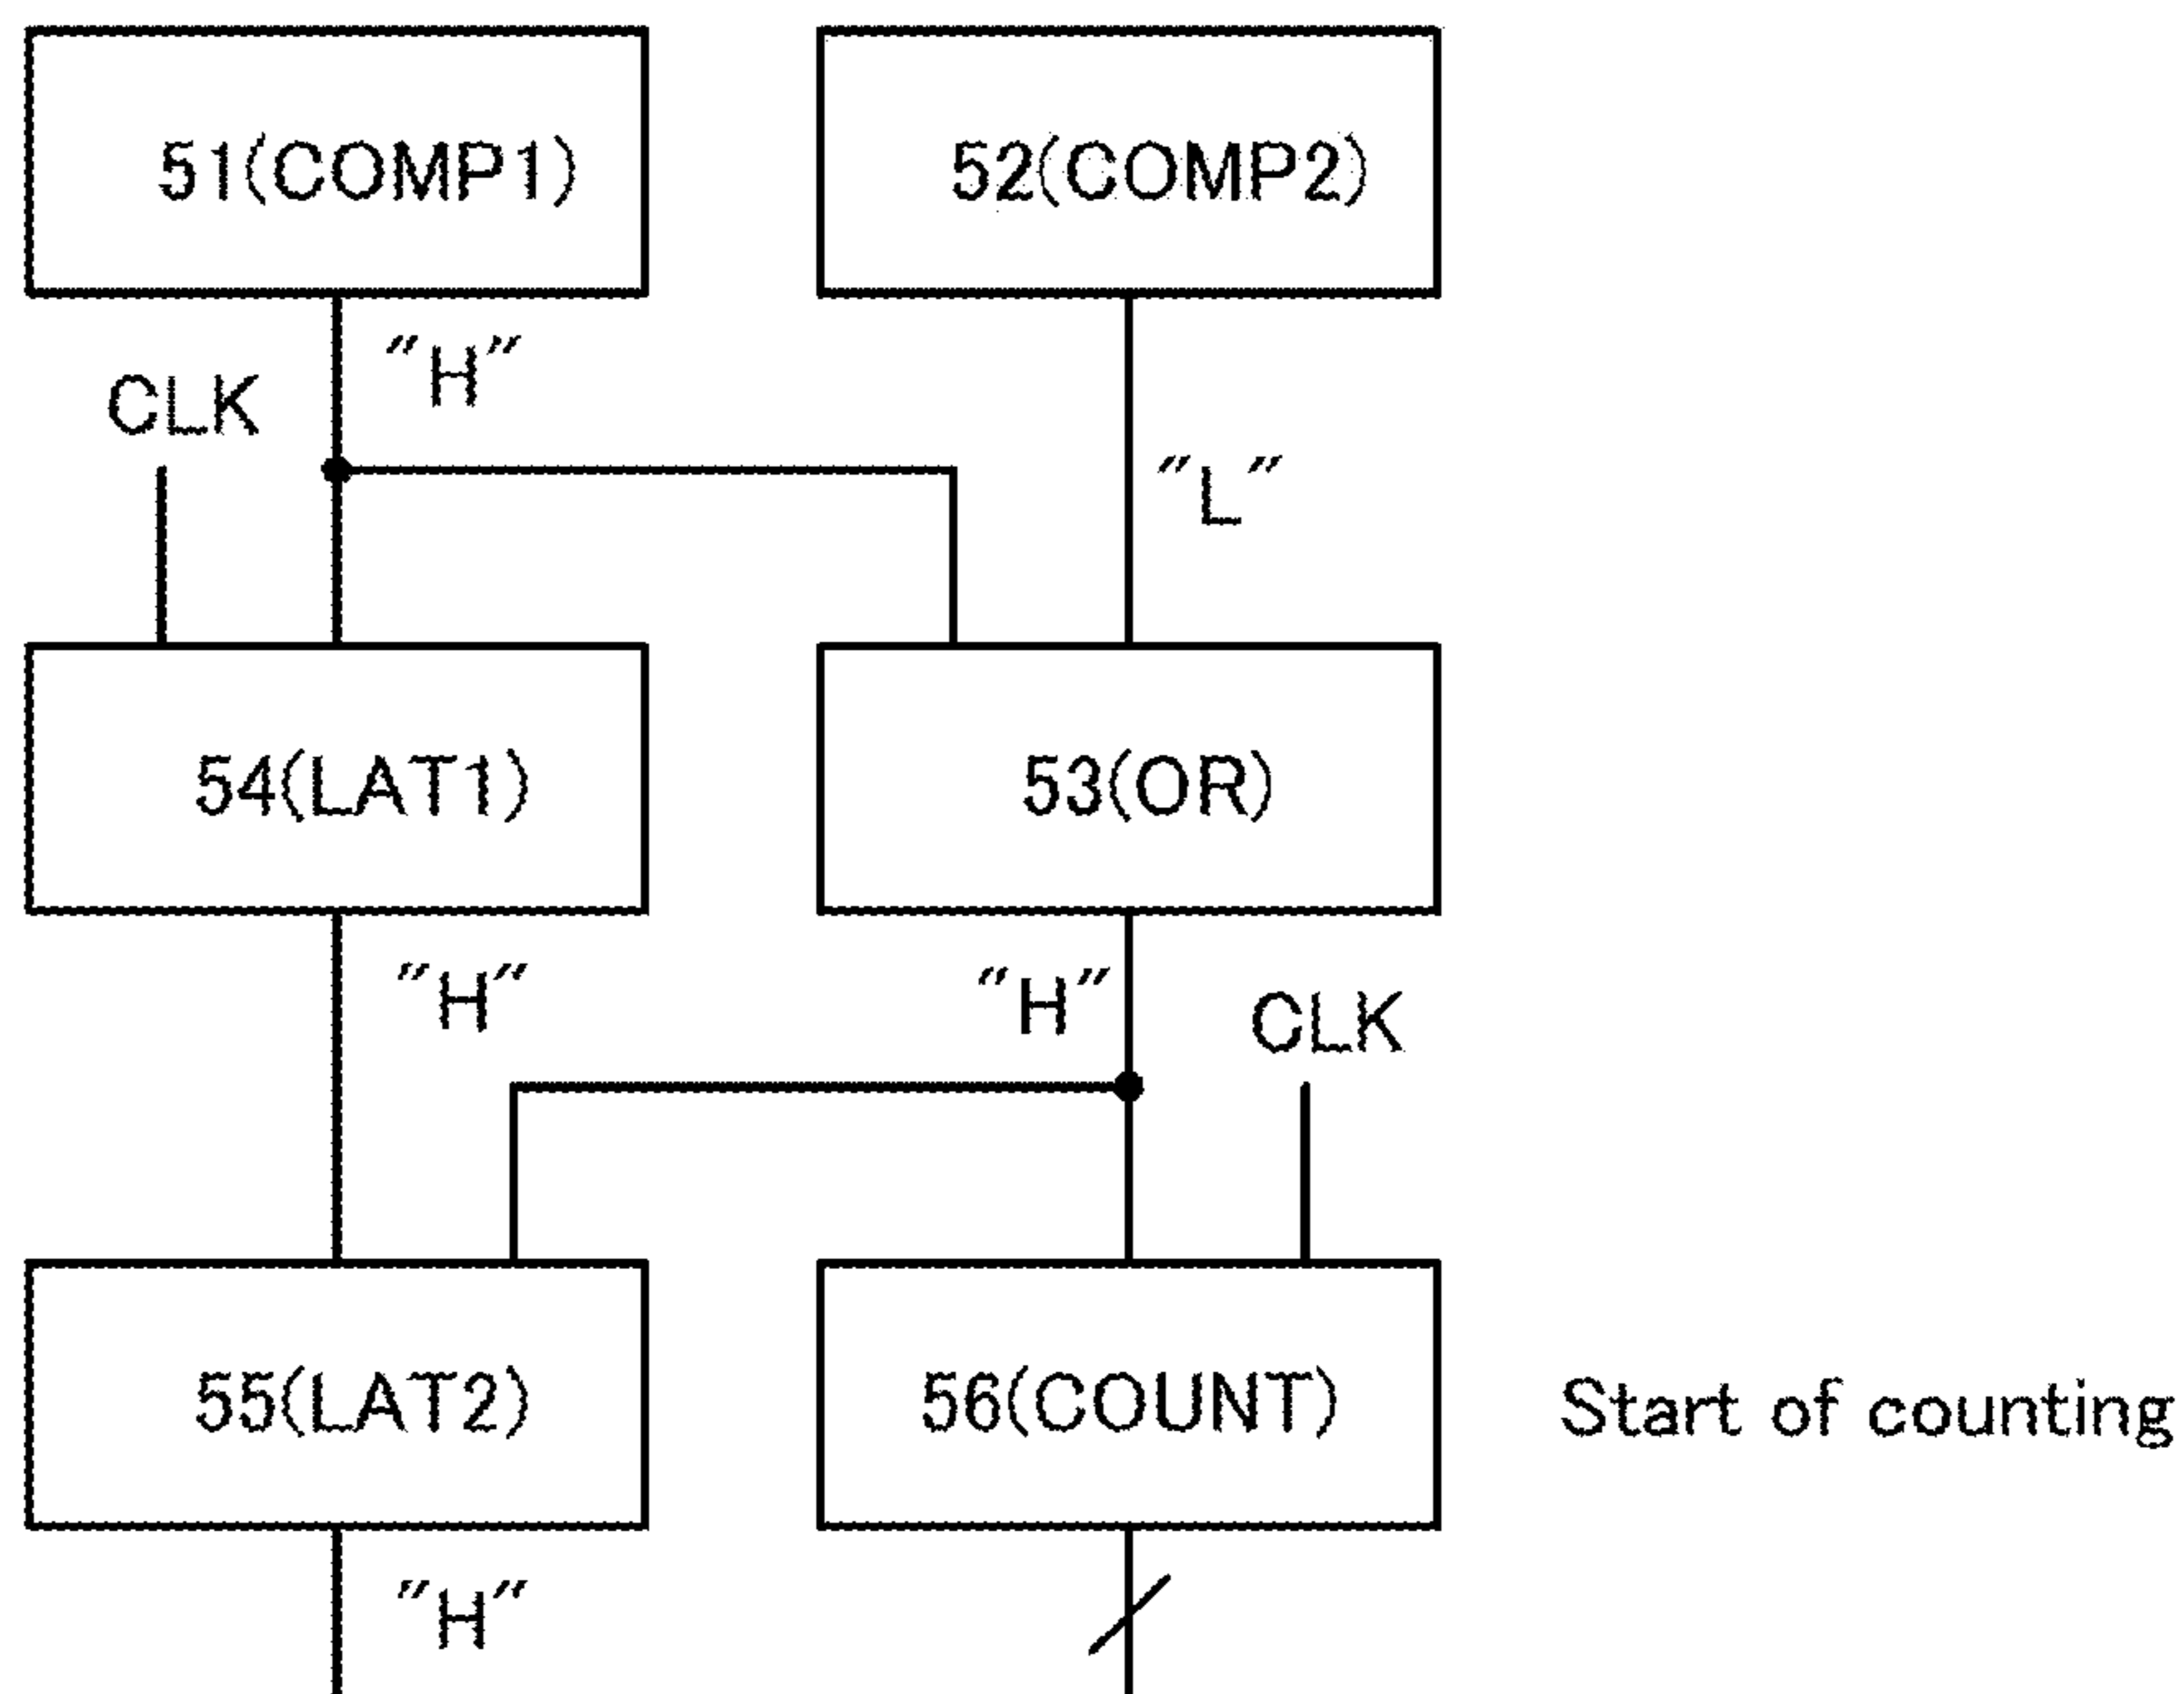 51(COMP1)
52(COMP2)
"H"
CLK
"L"
54(LAT1)
53(OR)
"H"
"H"
CLK
55(LAT2)
56(COUNT)
Start of counting
"H"